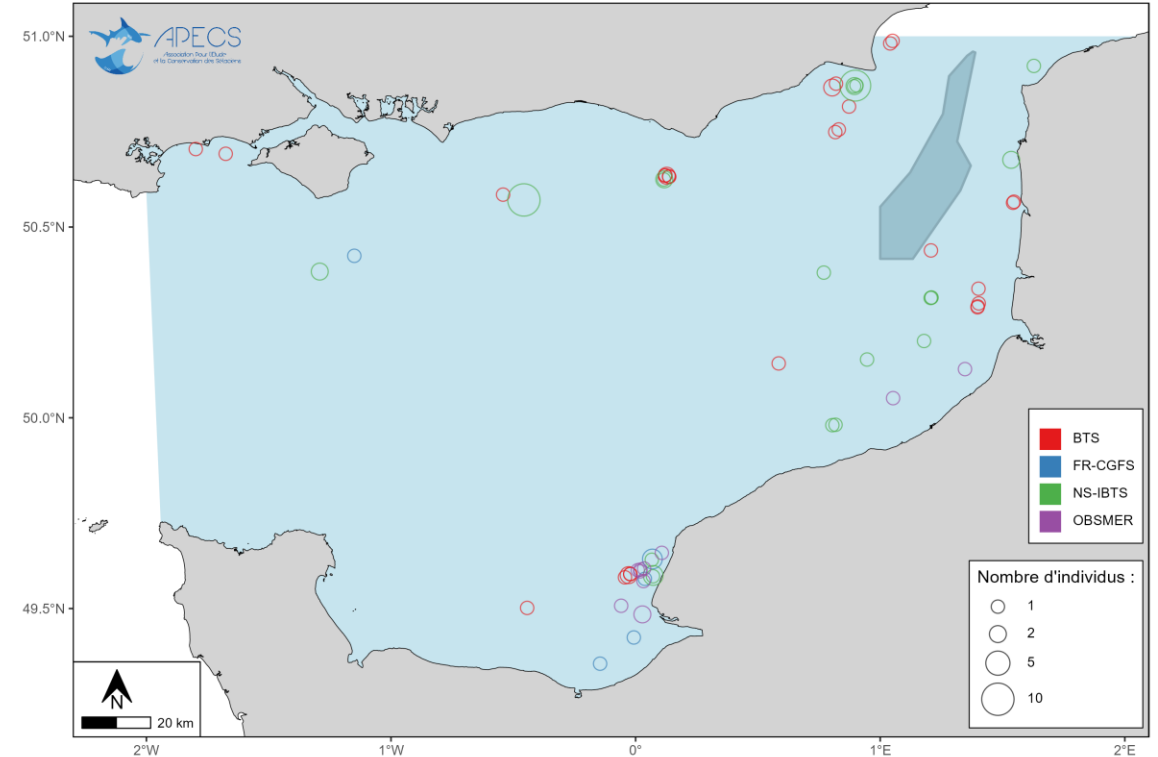 51.0°N
APECS
Association Pour l'Étude
et la Conservation des Sélaciens
50.5°N
50.0°N
49.5°N
BTS
FR-CGFS
NS-IBTS
OBSMER
Nombre d'individus :
1
2
5
10
N
20 km
2°W
1°W
0°
1°E
2°E